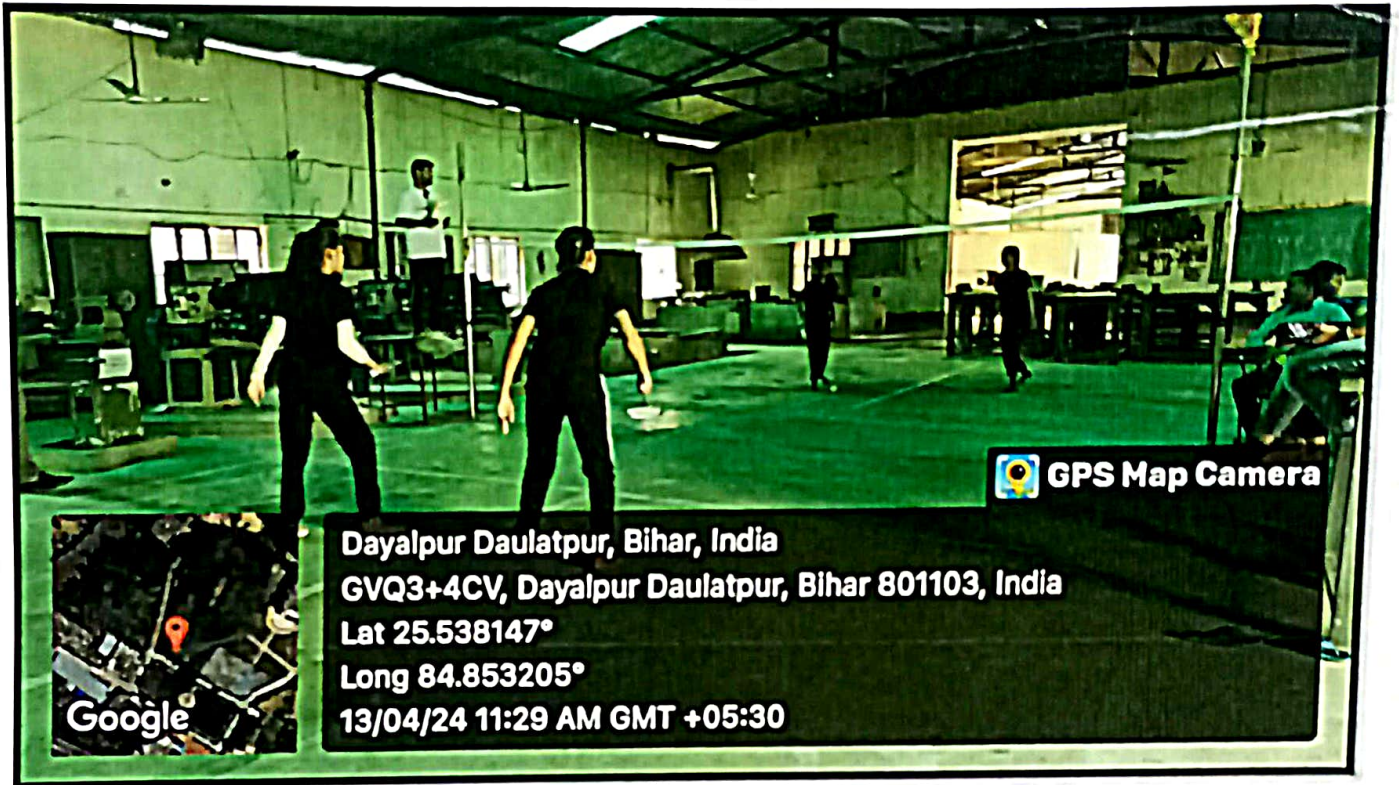 GPS Map Camera
Dayalpur Daulatpur, Bihar, India
GVQ3+4CV, Dayalpur Daulatpur, Bihar 801103, India
Lat 25.538147°
Long 84.853205°
13/04/24 11:29 AM GMT +05:30
Google